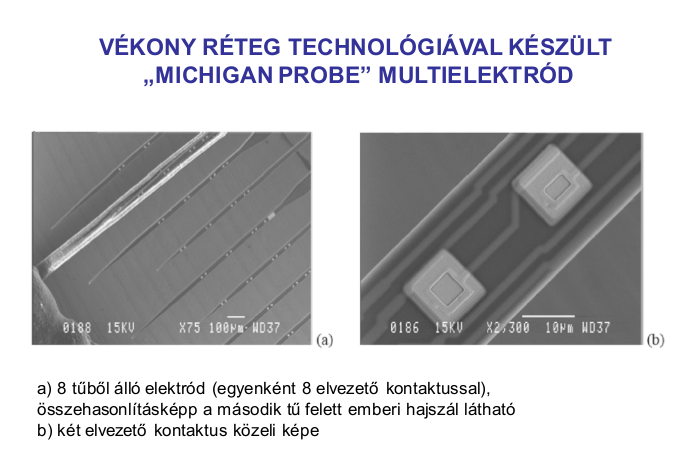 VÉKONY RÉTEG TECHNOLÓGIÁVAL KÉSZÜLT
„MICHIGAN PROBE” MULTIELEKTRÓD
0188 15KV X75 100µm WD37
(a)
0186 15KV X2,300 10µm WD37
(b)
a) 8 tűből álló elektród (egyenként 8 elvezető kontaktussal),
összehasonlításképp a második tű felett emberi hajszál látható
b) két elvezető kontaktus közeli képe